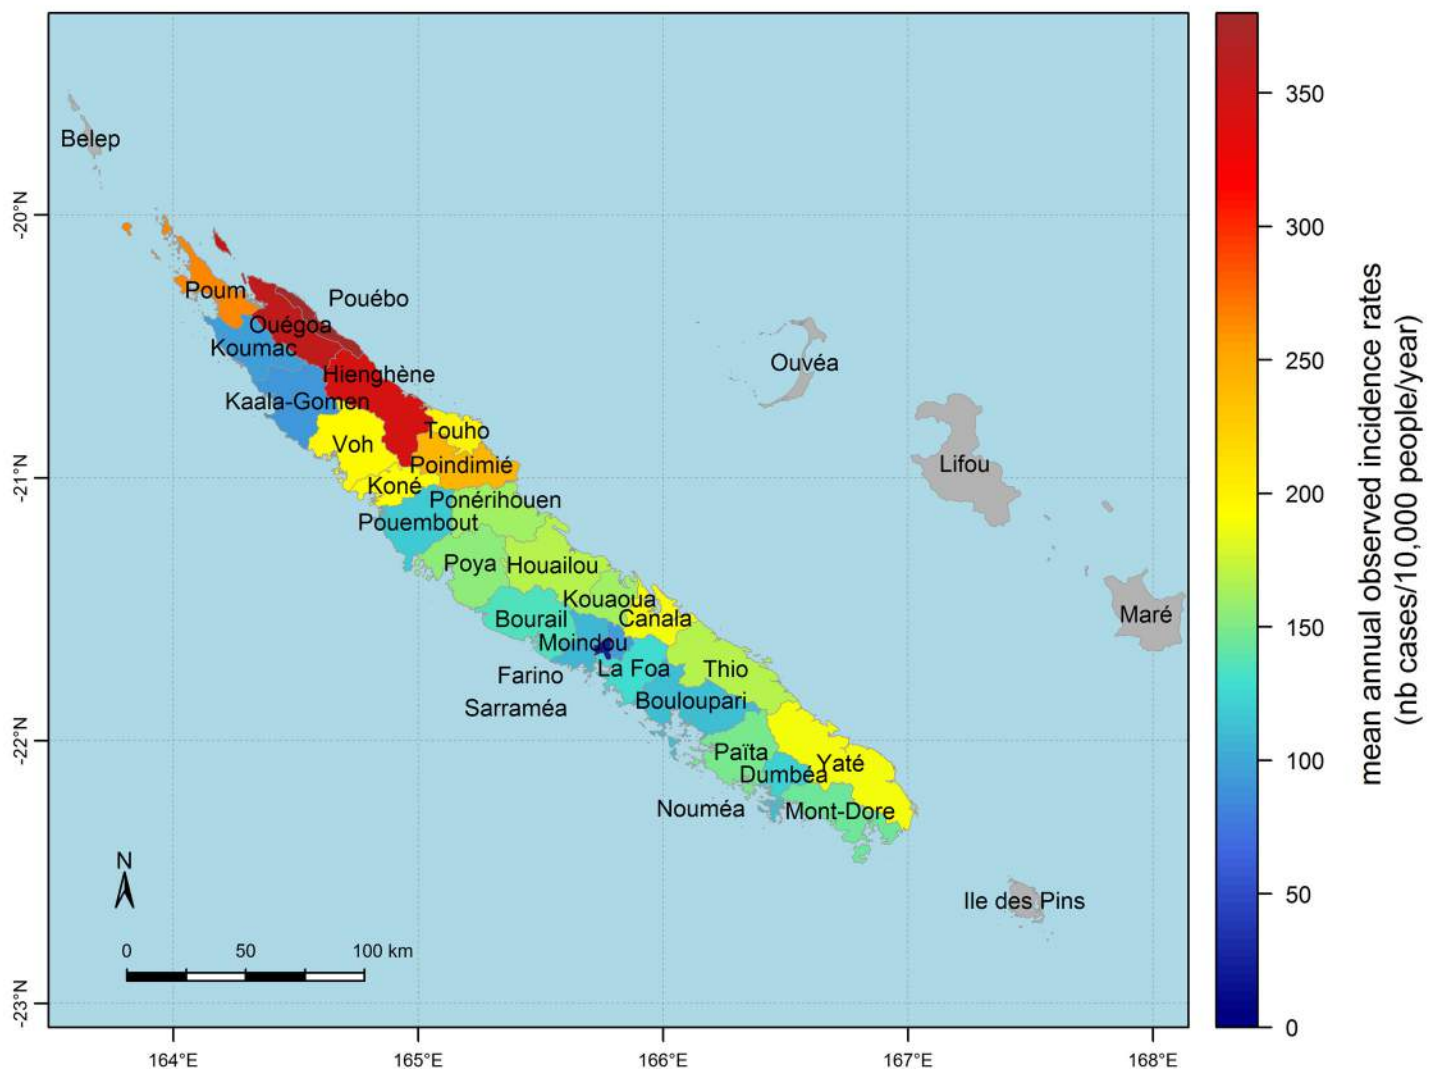 Belep
-20°N
Poum
Pouébo
Ouégoa
Koumac
Hienghène
Kaala-Gomen
Touho
Voh
Poindimié
-21°N
Koné
Ponérihouen
Pouembout
Poya
Houaïlou
Kouaoua
Bourail
Canala
Moindou
Farino
La Foa
Thio
Sarraméa
Bouloupari
-22°N
Païta
Yaté
Dumbéa
Nouméa
Mont-Dore
Ouvéa
Lifou
Maré
Ile des Pins
N
0 50 100 km
-23°N
164°E 165°E 166°E 167°E 168°E
350
300
250
200
150
100
50
0
mean annual observed incidence rates
(nb cases/10,000 people/year)